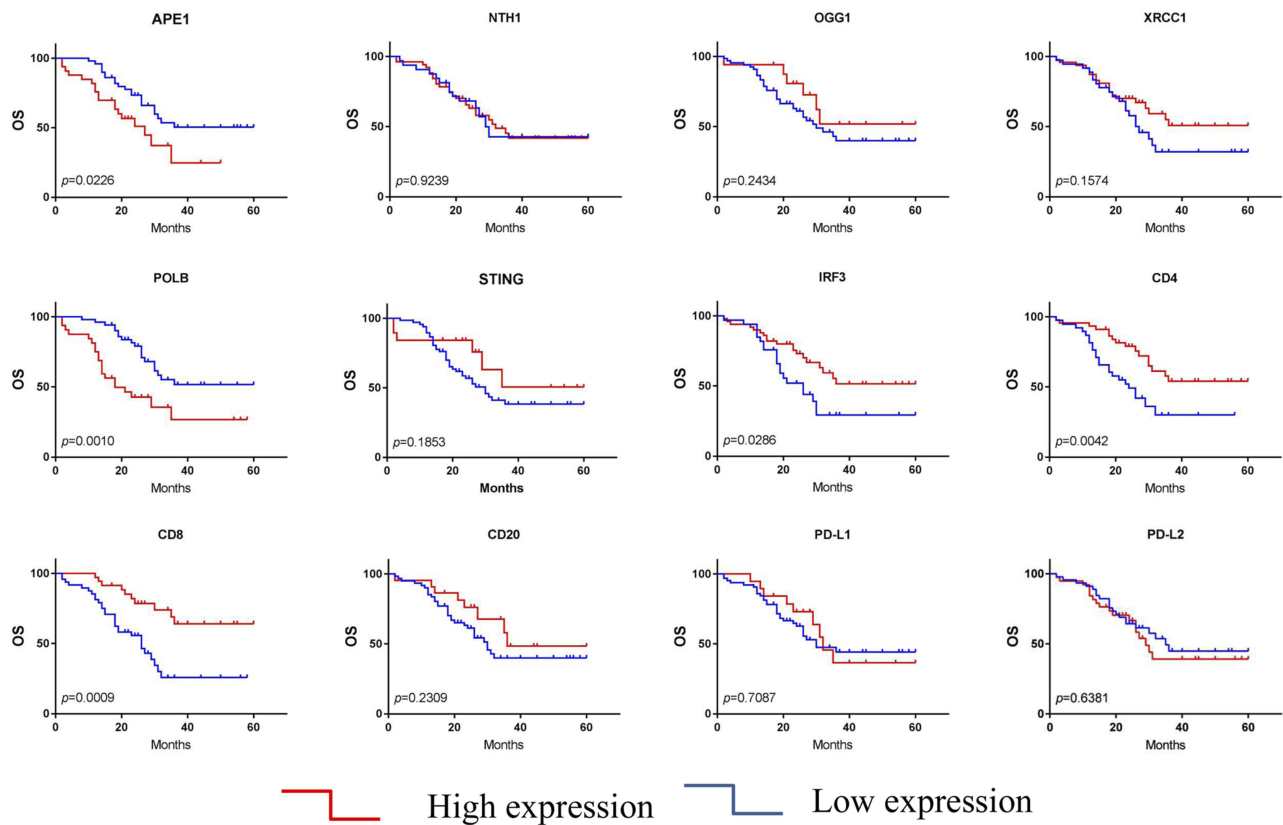 APE1
NTH1
OGG1
XRCC1
100
50
0
OS
p=0.0226
0 20 40 60
Months
100
50
0
OS
p=0.9239
0 20 40 60
Months
100
50
0
OS
p=0.2434
0 20 40 60
Months
100
50
0
OS
p=0.1574
0 20 40 60
Months
POLB
STING
IRF3
CD4
100
50
0
OS
p=0.0010
0 20 40 60
Months
100
50
0
OS
p=0.1853
0 20 40 60
Months
100
50
0
OS
p=0.0286
0 20 40 60
Months
100
50
0
OS
p=0.0042
0 20 40 60
Months
CD8
CD20
PD-L1
PD-L2
100
50
0
OS
p=0.0009
0 20 40 60
Months
100
50
0
OS
p=0.2309
0 20 40 60
Months
100
50
0
OS
p=0.7087
0 20 40 60
Months
100
50
0
OS
p=0.6381
0 20 40 60
Months
High expression
Low expression